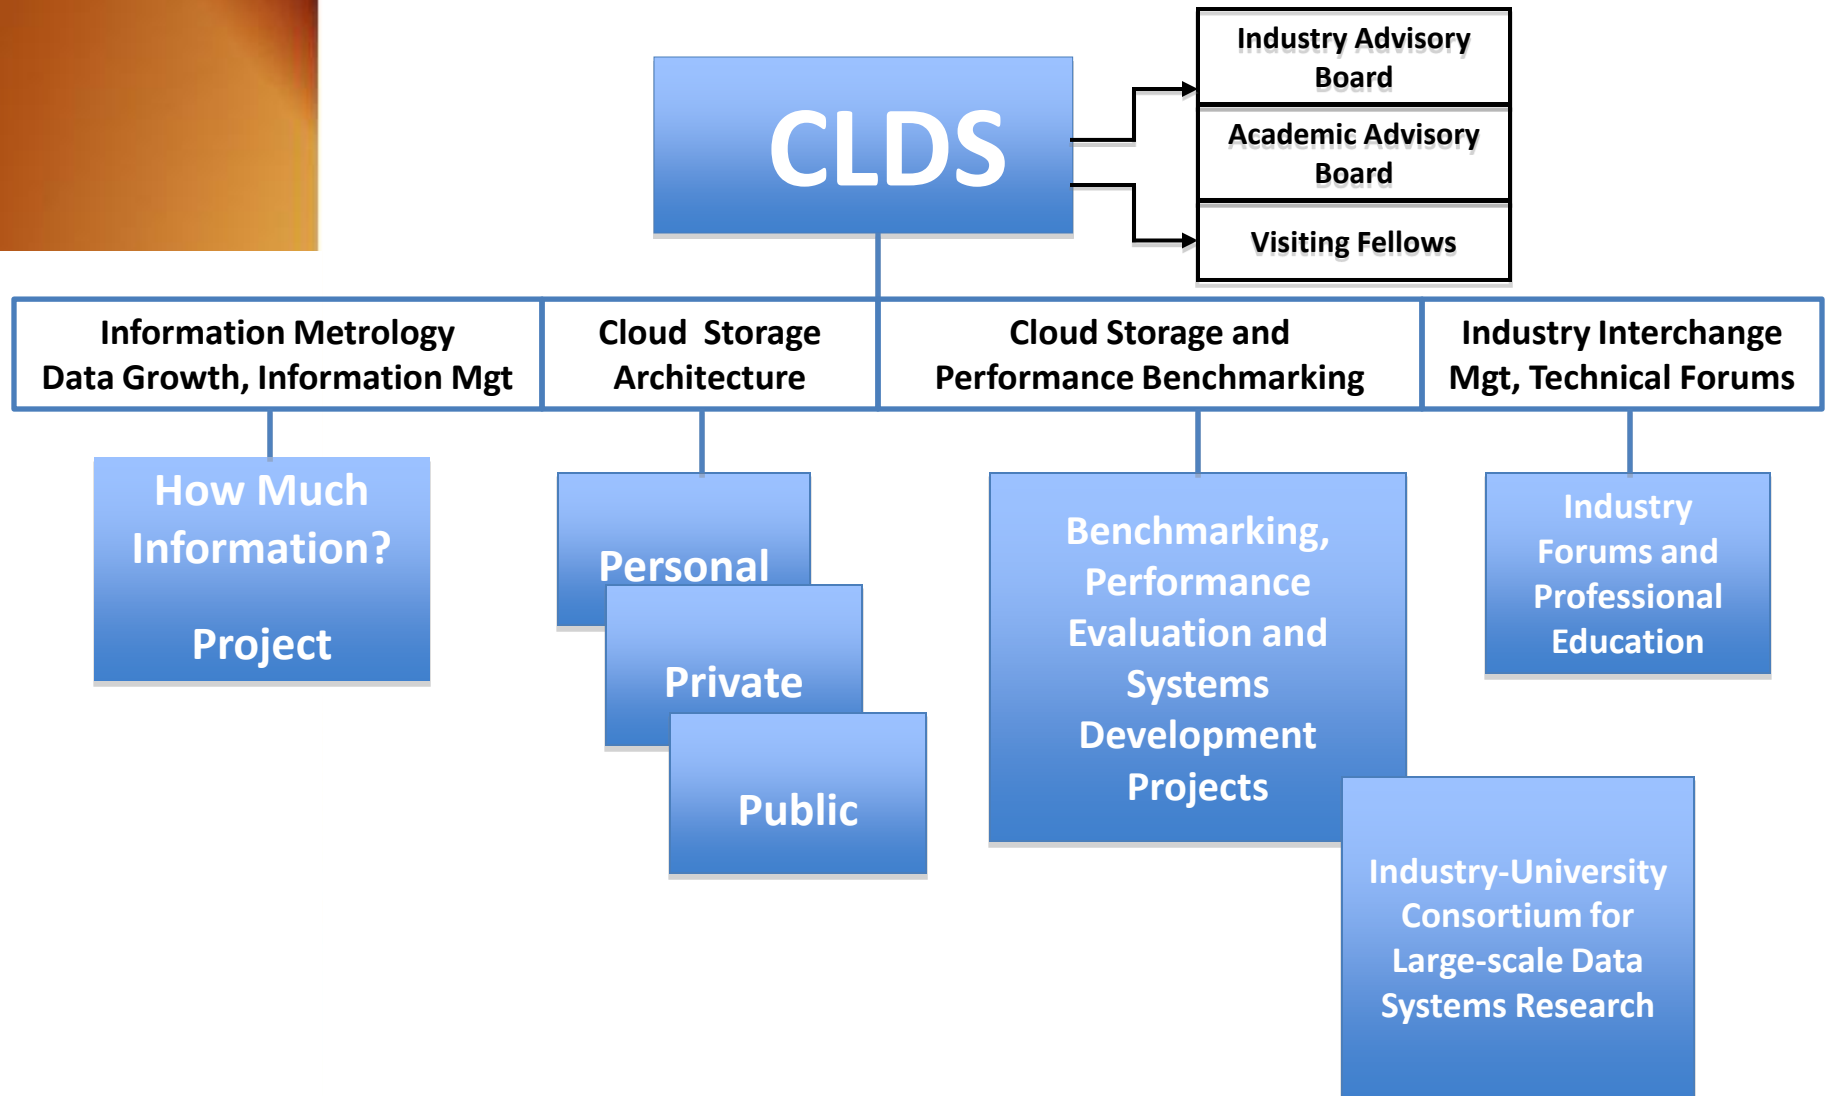 CLDS
Industry Advisory
Board
Academic Advisory
Board
Visiting Fellows
Information Metrology
Data Growth, Information Mgt
Cloud Storage
Architecture
Cloud Storage and
Performance Benchmarking
Industry Interchange
Mgt, Technical Forums
How Much
Information?
Project
Personal
Private
Public
Benchmarking,
Performance
Evaluation and
Systems
Development
Projects
Industry
Forums and
Professional
Education
Industry-University
Consortium for
Large-scale Data
Systems Research